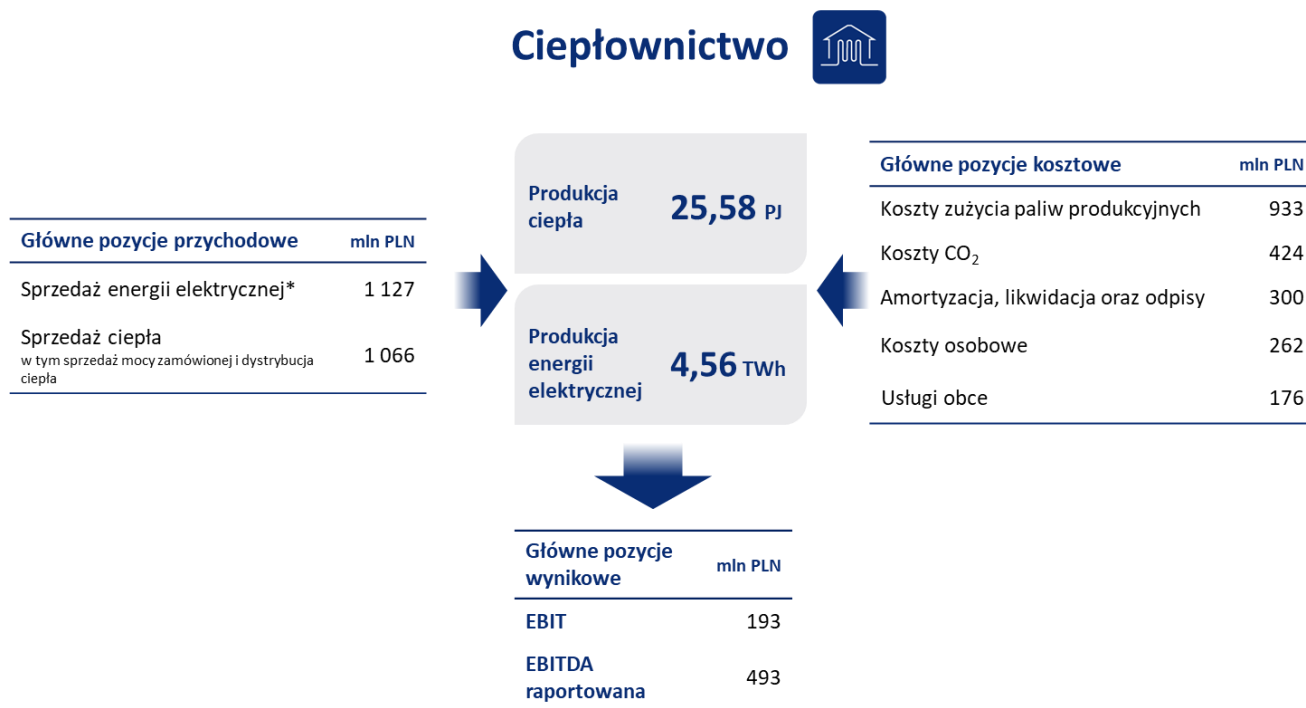 Ciepłownictwo
Główne pozycje przychodowe mln PLN
Sprzedaż energii elektrycznej* 1 127
Sprzedaż ciepła
w tym sprzedaż mocy zamówionej i dystrybucja
ciepła
1 066
Produkcja
ciepła
25,58 PJ
Produkcja
energii
elektrycznej
4,56 TWh
Główne pozycje kosztowe mln PLN
Koszty zużycia paliw produkcyjnych 933
Koszty CO₂ 424
Amortyzacja, likwidacja oraz odpisy 300
Koszty osobowe 262
Usługi obce 176
Główne pozycje
wynikowe
mln PLN
EBIT 193
EBITDA
raportowana
493